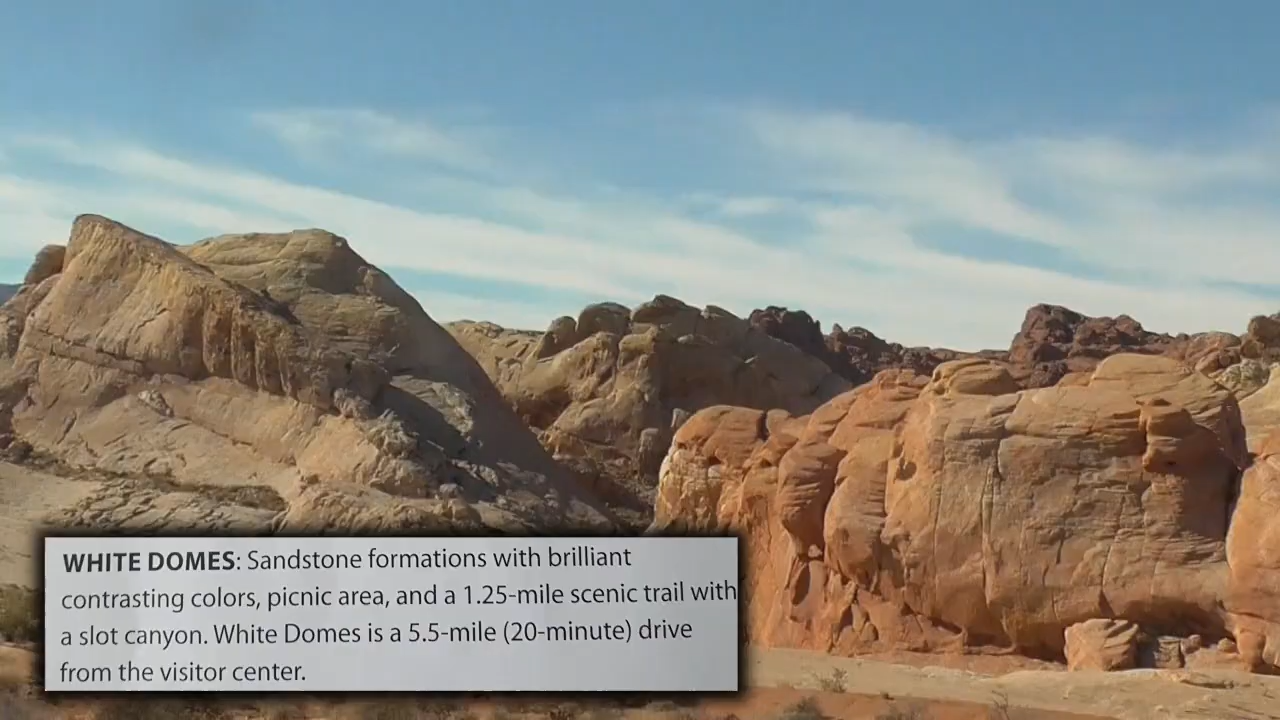 WHITE DOMES: Sandstone formations with brilliant
contrasting colors, picnic area, and a 1.25-mile scenic trail with
a slot canyon. White Domes is a 5.5-mile (20-minute) drive
from the visitor center.